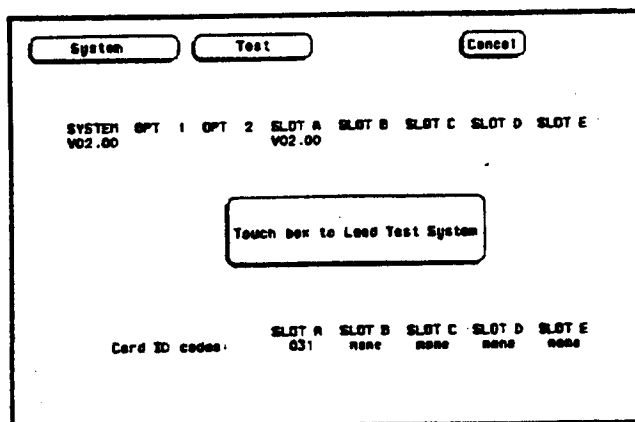 System Test Cancel
SYSTEM OPT 1 OPT 2 SLOT A SLOT B SLOT C SLOT D SLOT E
V02.00 V02.00
Touch box to Load Test System
SLOT A SLOT B SLOT C SLOT D SLOT E
Card ID codes: 031 none none none none